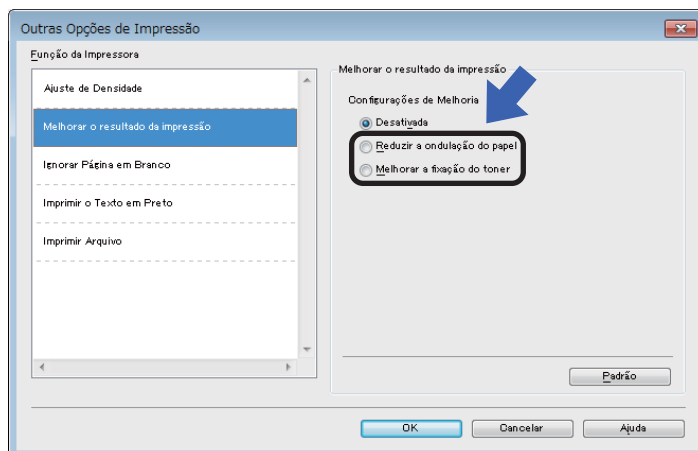 Outras Opções de Impressão
Função da Impressora
Ajuste de Densidade
Melhorar o resultado da impressão
Ignorar Página em Branco
Imprimir o Texto em Preto
Imprimir Arquivo
Melhorar o resultado da impressão
Configurações de Melhoria
Desativada
Reduzir a ondulação do papel
Melhorar a fixação do toner
Padrão
OK
Cancelar
Ajuda